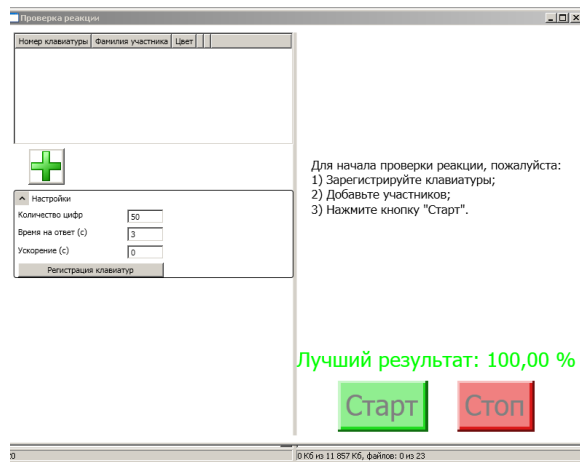 Проверка реакции
Номер клавиатуры Фамилия участника Цвет
Для начала проверки реакции, пожалуйста:
1) Зарегистрируйте клавиатуры;
2) Добавьте участников;
3) Нажмите кнопку "Старт".
Настройки
Количество цифр 50
Время на ответ (с) 3
Ускорение (с) 0
Регистрация клавиатур
Лучший результат: 100,00 %
Старт Стоп
0 Кб из 11 857 Кб, файлов: 0 из 23